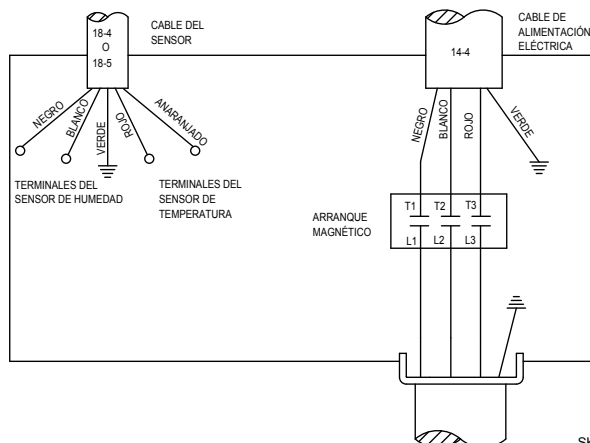 18-4
O
18-5
CABLE DEL
SENSOR
CABLE DE
ALIMENTACIÓN
ELÉCTRICA
14-4
NEGRO
BLANCO
VERDE
ROJO
ANARANJADO
NEGRO
BLANCO
ROJO
VERDE
TERMINALES DEL
SENSOR DE HUMEDAD
TERMINALES DEL
SENSOR DE
TEMPERATURA
ARRANQUE
MAGNÉTICO
T1 T2 T3
L1 L2 L3